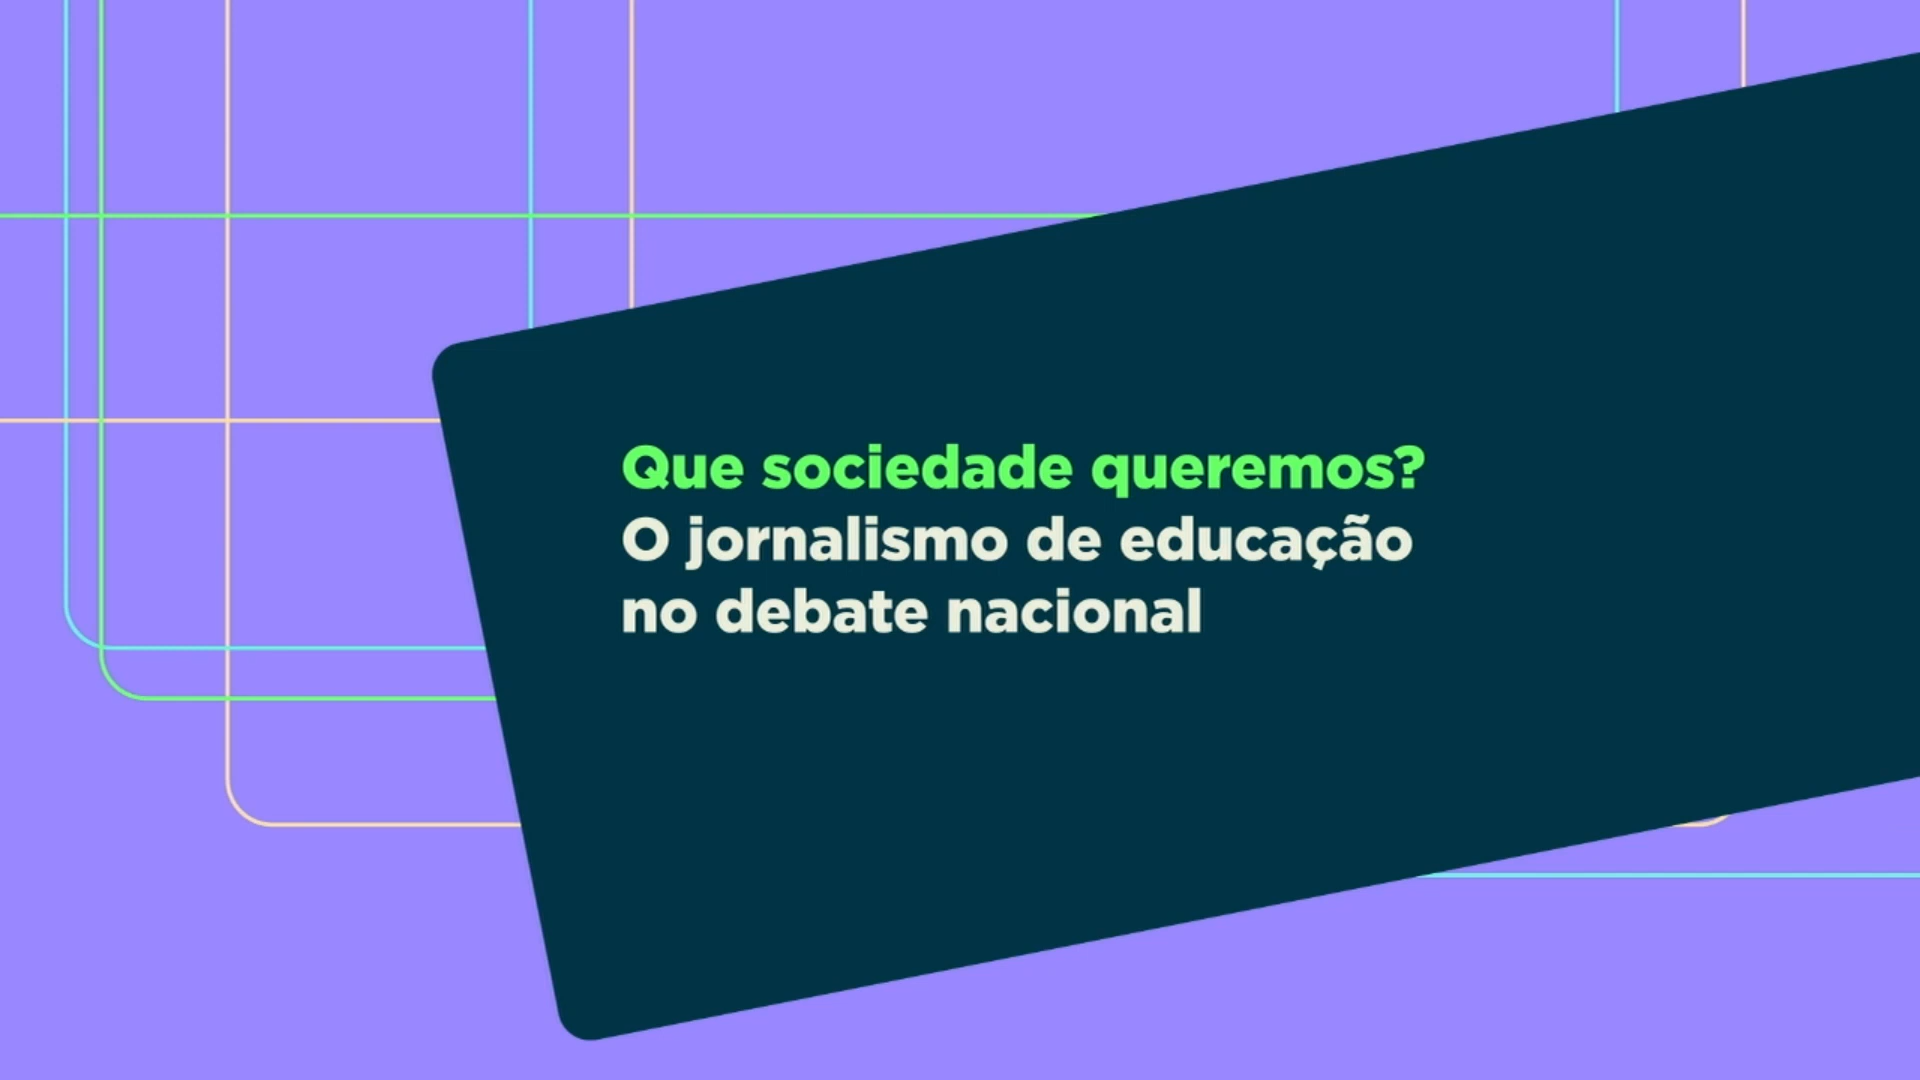 Que sociedade queremos?
O jornalismo de educação
no debate nacional